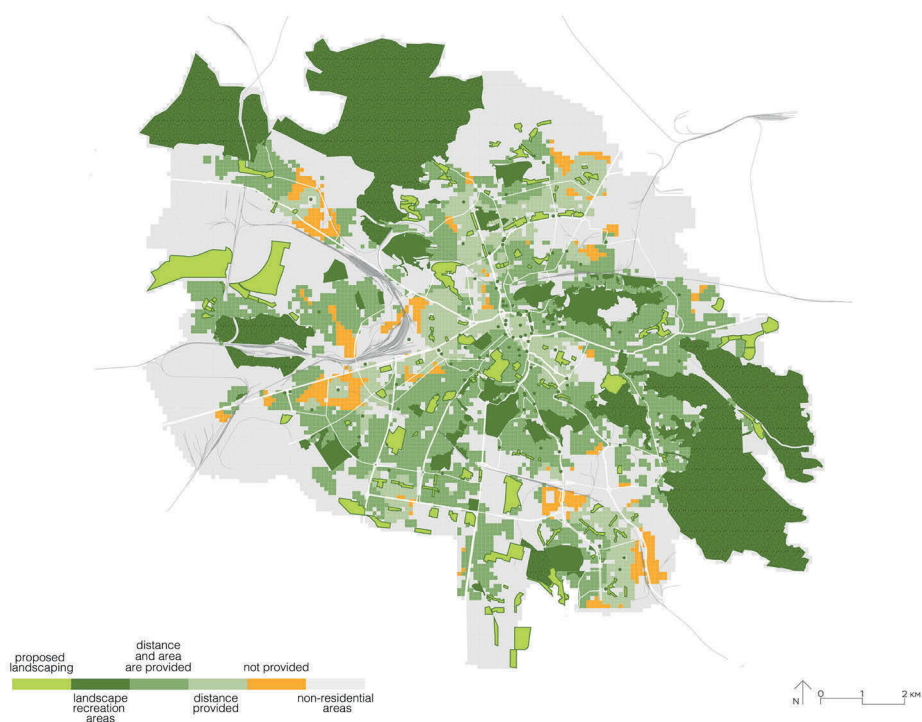 proposed
landscaping
distance
and area
are provided
not provided
landscape
recreation
areas
distance
provided
non-residential
areas
N
0 1 2 KM